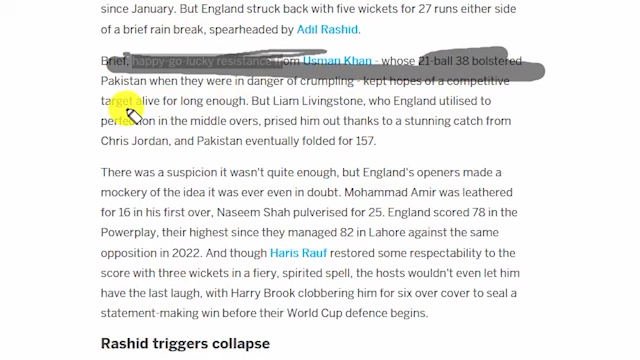 since January. But England struck back with five wickets for 27 runs either side
of a brief rain break, spearheaded by Adil Rashid.
Brief, happy-go-lucky resistance from Usman Khan - whose 21-ball 38 bolstered
Pakistan when they were in danger of crumpling - kept hopes of a competitive
target alive for long enough. But Liam Livingstone, who England utilised to
perfection in the middle overs, prised him out thanks to a stunning catch from
Chris Jordan, and Pakistan eventually folded for 157.
There was a suspicion it wasn't quite enough, but England's openers made a
mockery of the idea it was ever even in doubt. Mohammad Amir was leathered
for 16 in his first over, Naseem Shah pulverised for 25. England scored 78 in the
Powerplay, their highest since they managed 82 in Lahore against the same
opposition in 2022. And though Haris Rauf restored some respectability to the
score with three wickets in a fiery, spirited spell, the hosts wouldn't even let him
have the last laugh, with Harry Brook clobbering him for six over cover to seal a
statement-making win before their World Cup defence begins.
Rashid triggers collapse